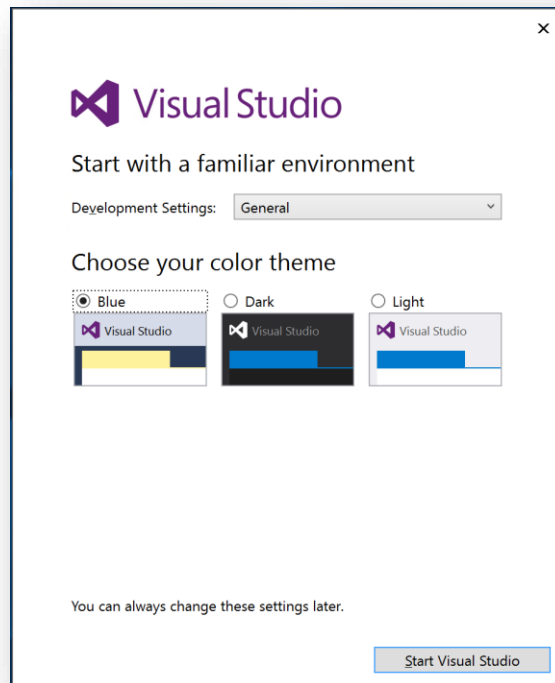 Visual Studio
Start with a familiar environment
Development Settings: General
Choose your color theme
Blue Dark Light
Visual Studio Visual Studio Visual Studio
You can always change these settings later.
Start Visual Studio